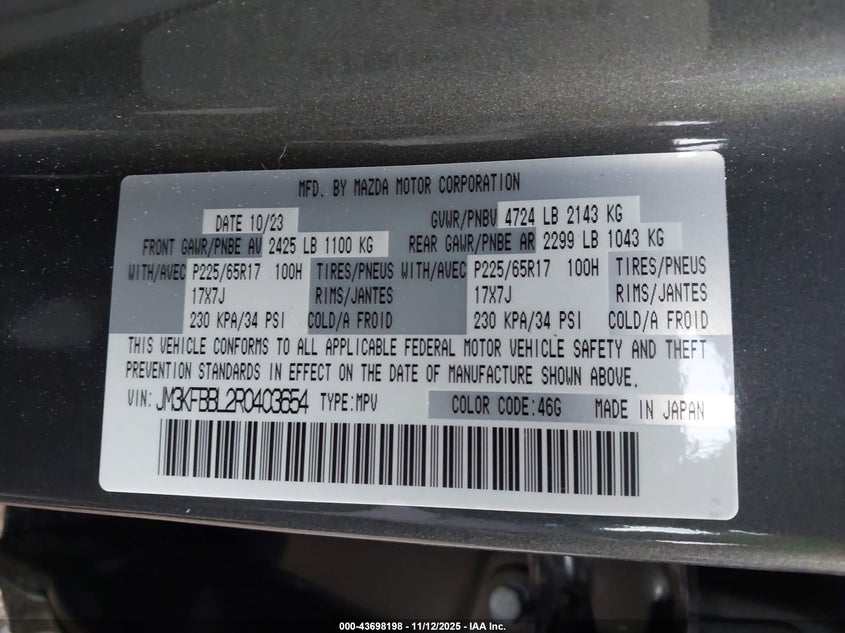 MFD. BY MAZDA MOTOR CORPORATION
DATE 10/23 GVWR/PNBV 4724 LB 2143 KG
FRONT GAWR/PNBE AV 2425 LB 1100 KG REAR GAWR/PNBE AR 2299 LB 1043 KG
WITH/AVEC P225/65R17 100H TIRES/PNEUS WITH/AVEC P225/65R17 100H TIRES/PNEUS
17X7J RIMS/JANTES 17X7J RIMS/JANTES
230 KPA/34 PSI COLD/A FROID 230 KPA/34 PSI COLD/A FROID
THIS VEHICLE CONFORMS TO ALL APPLICABLE FEDERAL MOTOR VEHICLE SAFETY AND THEFT
PREVENTION STANDARDS IN EFFECT ON THE DATE OF MANUFACTURE SHOWN ABOVE.
VIN: JM3KFBBL2R0403654 TYPE:MPV COLOR CODE:46G MADE IN JAPAN
000-43698198 - 11/12/2025 - IAA Inc.